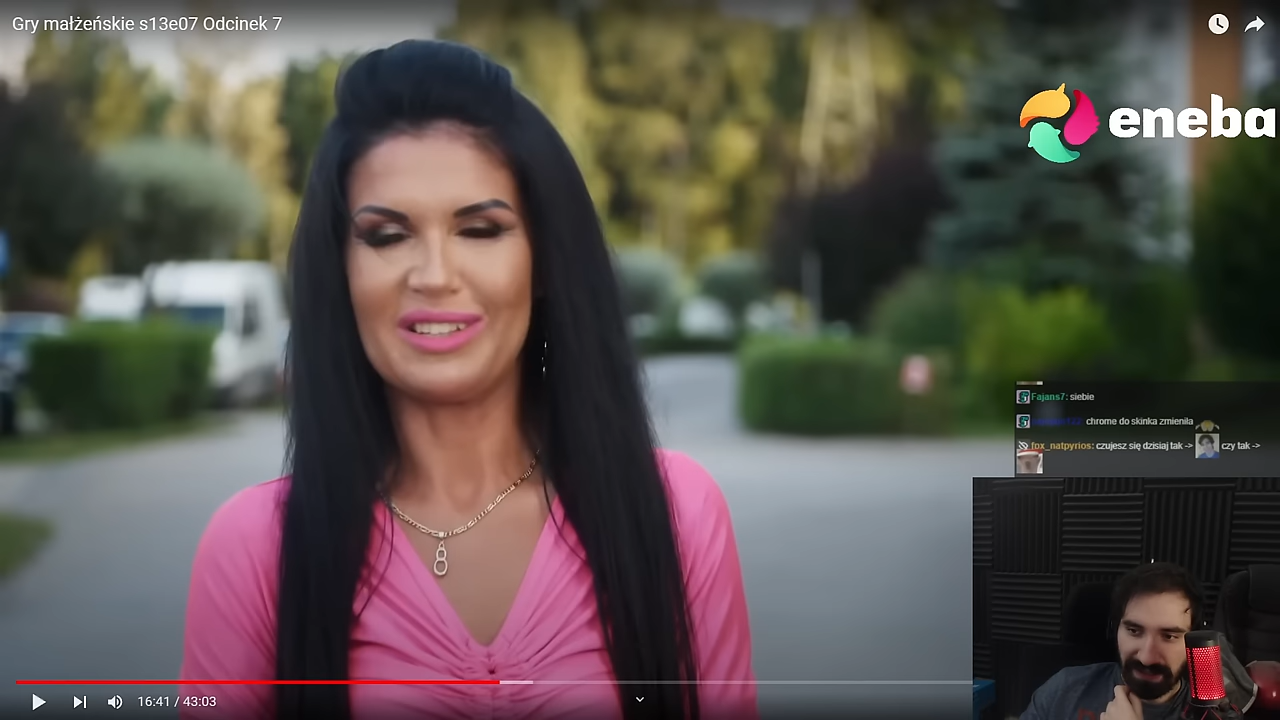 Gry małżeńskie s13e07 Odcinek 7
eneba
Fajans7: siebie
chrome do skinka zmieniła
fox_natpyrios: czujesz się dzisiaj tak -> czy tak ->
16:41 / 43:03